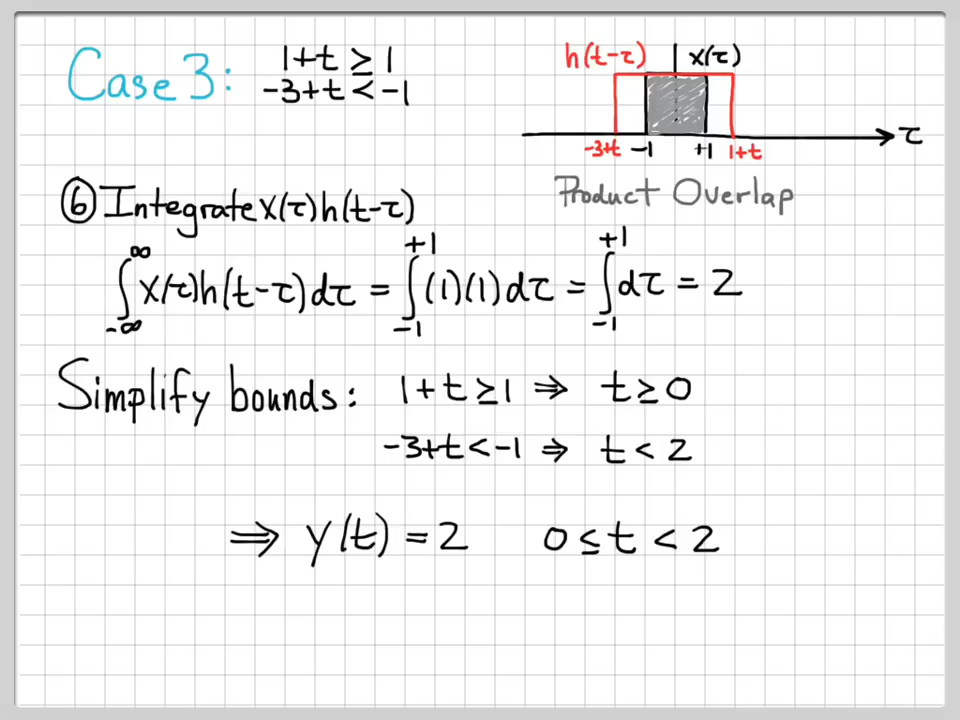 Case 3: 1+t ≥ 1
-3+t < -1
h(t-τ) x(τ)
-3+t -1 +1 1+t τ
Product Overlap
⑥ Integrate x(τ)h(t-τ)
∫_{-∞}^{∞} x(τ)h(t-τ)dτ = ∫_{-1}^{+1} (1)(1)dτ = ∫_{-1}^{+1} dτ = 2
Simplify bounds: 1+t ≥ 1 ⇒ t ≥ 0
-3+t < -1 ⇒ t < 2
⇒ y(t) = 2 0 ≤ t < 2